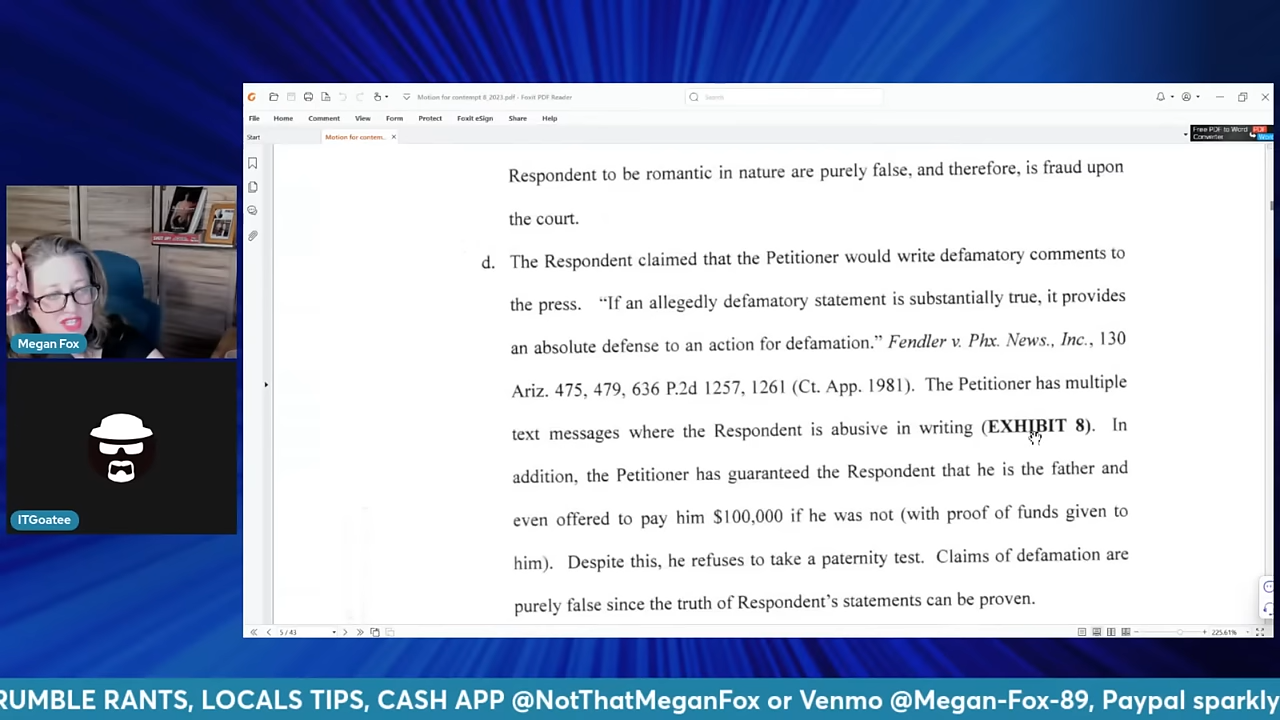 Motion for contempt 8_2023.pdf - Foxit PDF Reader
Search
File Home Comment View Form Protect Foxit eSign Share Help
Start
Motion for contem..
Free PDF to Word
Converter
Respondent to be romantic in nature are purely false, and therefore, is fraud upon
the court.
d. The Respondent claimed that the Petitioner would write defamatory comments to
the press. “If an allegedly defamatory statement is substantially true, it provides
an absolute defense to an action for defamation.” Fendler v. Phx. News., Inc., 130
Ariz. 475, 479, 636 P.2d 1257, 1261 (Ct. App. 1981). The Petitioner has multiple
text messages where the Respondent is abusive in writing (EXHIBIT 8). In
addition, the Petitioner has guaranteed the Respondent that he is the father and
even offered to pay him $100,000 if he was not (with proof of funds given to
him). Despite this, he refuses to take a paternity test. Claims of defamation are
purely false since the truth of Respondent’s statements can be proven.
5 / 43
225.61%
Megan Fox
ITGoatee
RUMBLE RANTS, LOCALS TIPS, CASH APP @NotThatMeganFox or Venmo @Megan-Fox-89, Paypal sparkly